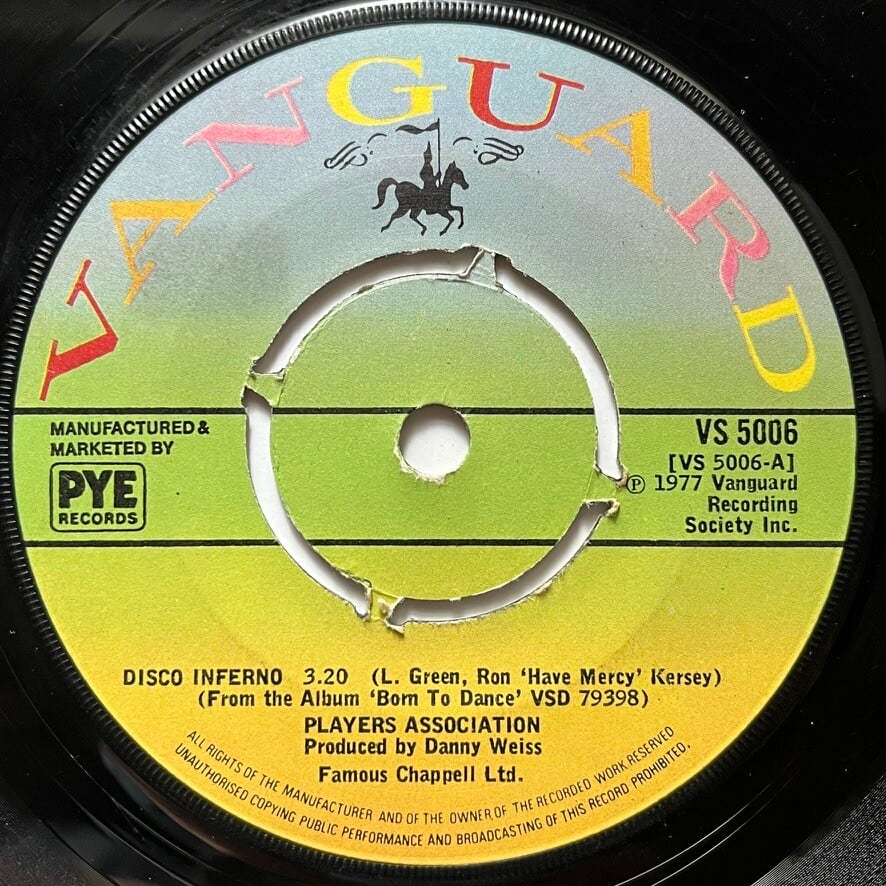 VANGUARD
MANUFACTURED &
MARKETED BY
PYE
RECORDS
VS 5006
[VS 5006-A]
℗ 1977 Vanguard
Recording
Society Inc.
DISCO INFERNO 3.20 (L. Green, Ron ‘Have Mercy’ Kersey)
(From the Album ‘Born To Dance’ VSD 79398)
PLAYERS ASSOCIATION
Produced by Danny Weiss
Famous Chappell Ltd.
ALL RIGHTS OF THE MANUFACTURER AND OF THE OWNER OF THE RECORDED WORK RESERVED
UNAUTHORISED COPYING PUBLIC PERFORMANCE AND BROADCASTING OF THIS RECORD PROHIBITED.